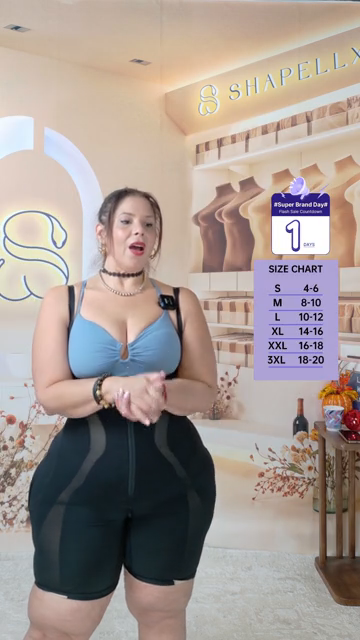 SHAPELLX
#Super Brand Day#
Flash Sale Countdown
1
DAYS
SIZE CHART
S 4-6
M 8-10
L 10-12
XL 14-16
XXL 16-18
3XL 18-20